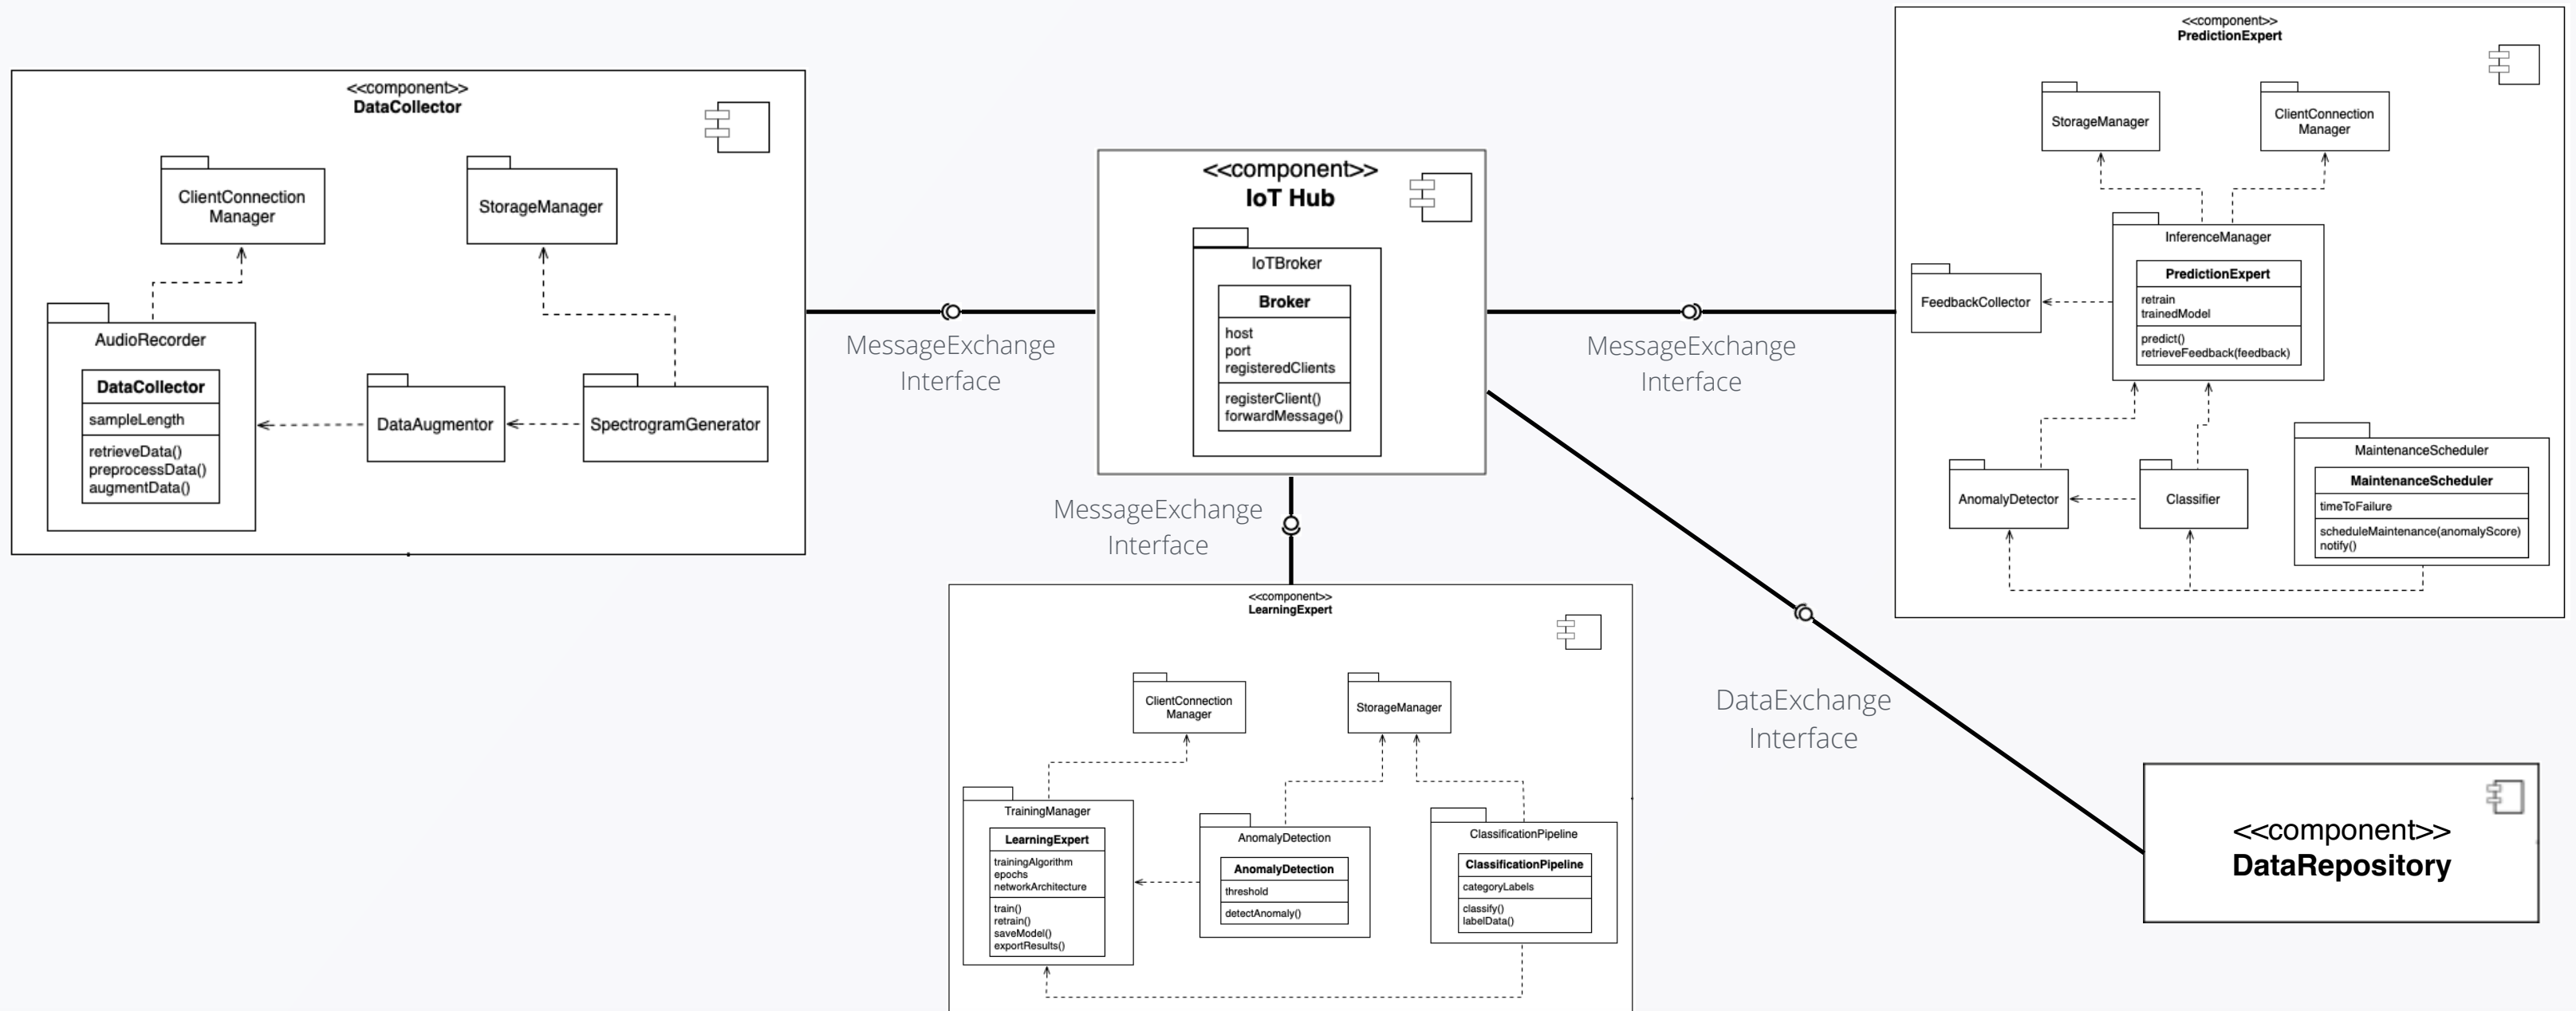 <<component>>
DataCollector
ClientConnection
Manager
StorageManager
AudioRecorder
DataCollector
sampleLength
retrieveData()
preprocessData()
augmentData()
DataAugmentor
SpectrogramGenerator
MessageExchange
Interface
<<component>>
IoT Hub
IoTBroker
Broker
host
port
registeredClients
registerClient()
forwardMessage()
MessageExchange
Interface
MessageExchange
Interface
<<component>>
PredictionExpert
StorageManager
ClientConnection
Manager
InferenceManager
PredictionExpert
retrain
trainedModel
predict()
retrieveFeedback(feedback)
FeedbackCollector
AnomalyDetector
Classifier
MaintenanceScheduler
MaintenanceScheduler
timeToFailure
scheduleMaintenance(anomalyScore)
notify()
<<component>>
LearningExpert
ClientConnection
Manager
StorageManager
TrainingManager
LearningExpert
trainingAlgorithm
epochs
networkArchitecture
train()
retrain()
saveModel()
exportResults()
AnomalyDetection
AnomalyDetection
threshold
detectAnomaly()
ClassificationPipeline
ClassificationPipeline
categoryLabels
classify()
labelData()
DataExchange
Interface
<<component>>
DataRepository